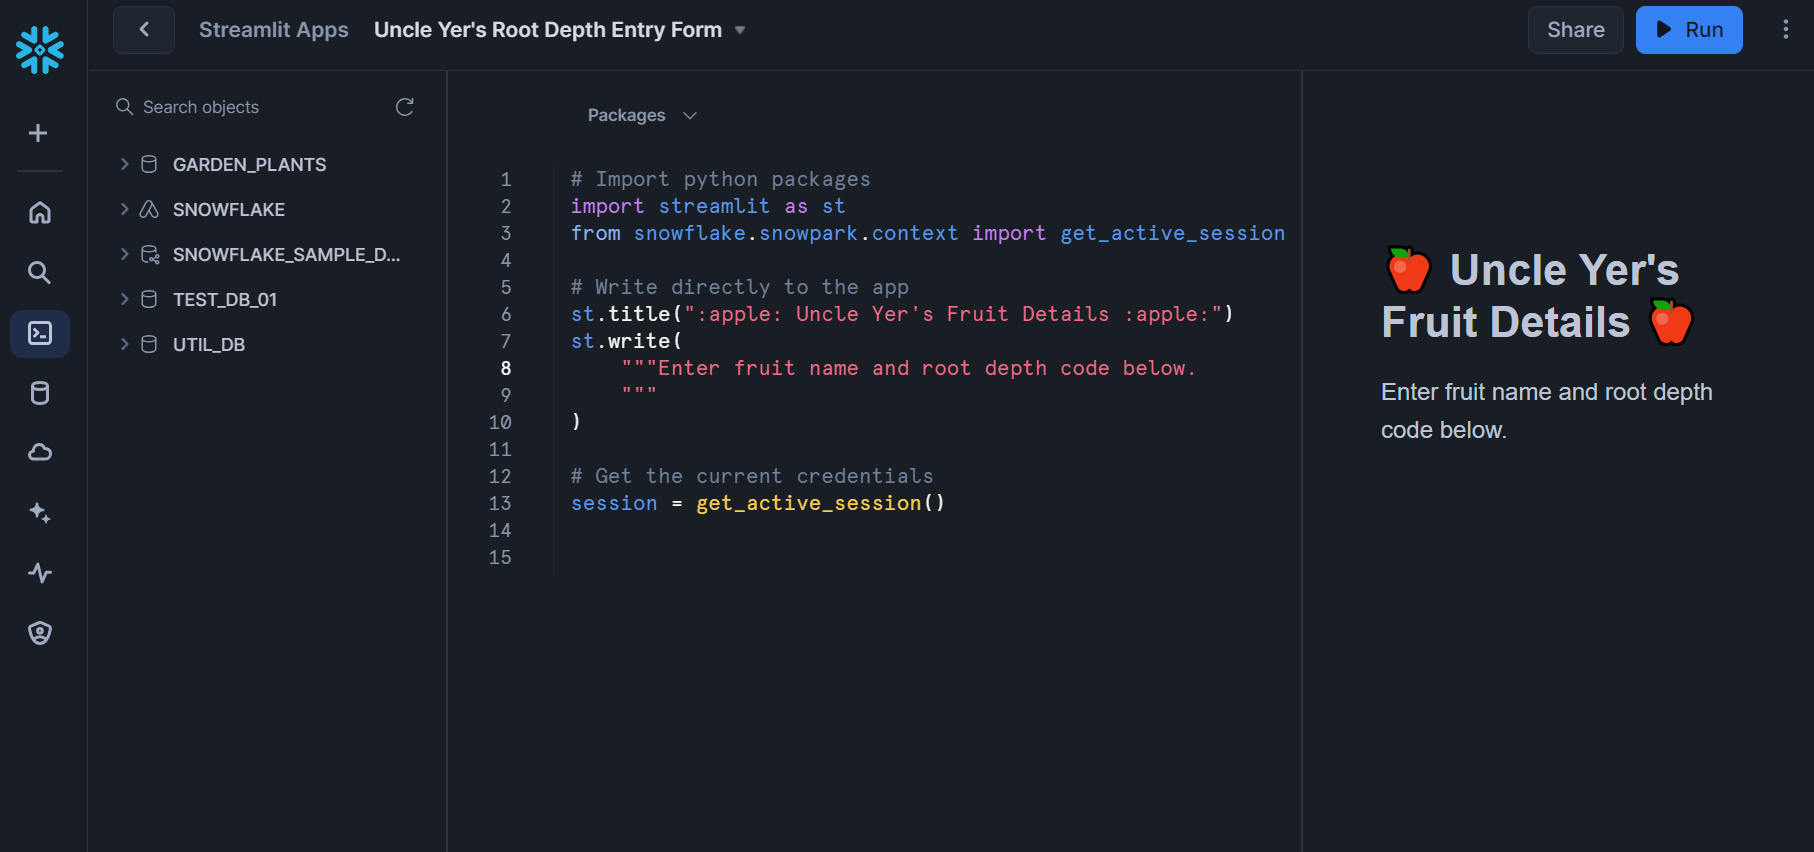 Streamlit Apps Uncle Yer's Root Depth Entry Form Share Run
Search objects
GARDEN_PLANTS
SNOWFLAKE
SNOWFLAKE_SAMPLE_D...
TEST_DB_01
UTIL_DB
Packages
1 # Import python packages
2 import streamlit as st
3 from snowflake.snowpark.context import get_active_session
4
5 # Write directly to the app
6 st.title(":apple: Uncle Yer's Fruit Details :apple:")
7 st.write(
8     """Enter fruit name and root depth code below.
9     """
10 )
11
12 # Get the current credentials
13 session = get_active_session()
14
15
Uncle Yer's
Fruit Details
Enter fruit name and root depth
code below.